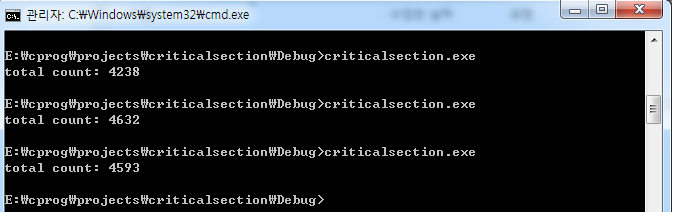 관리자: C:₩Windows₩system32₩cmd.exe
E:₩cprog₩projects₩criticalsection₩Debug>criticalsection.exe
total count: 4238
E:₩cprog₩projects₩criticalsection₩Debug>criticalsection.exe
total count: 4632
E:₩cprog₩projects₩criticalsection₩Debug>criticalsection.exe
total count: 4593
E:₩cprog₩projects₩criticalsection₩Debug>